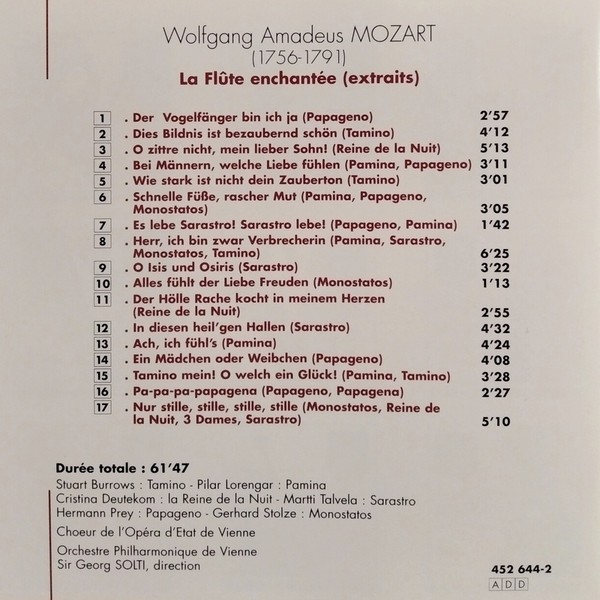 Wolfgang Amadeus MOZART
(1756-1791)
La Flûte enchantée (extraits)
1 . Der Vogelfänger bin ich ja (Papageno) 2’57
2 . Dies Bildnis ist bezaubernd schön (Tamino) 4’12
3 . O zittre nicht, mein lieber Sohn! (Reine de la Nuit) 5’13
4 . Bei Männern, welche Liebe fühlen (Pamina, Papageno) 3’11
5 . Wie stark ist nicht dein Zauberton (Tamino) 3’01
6 . Schnelle Füße, rascher Mut (Pamina, Papageno,
Monostatos) 3’05
7 . Es lebe Sarastro! Sarastro lebe! (Papageno, Pamina) 1’42
8 . Herr, ich bin zwar Verbrecherin (Pamina, Sarastro,
Monostatos, Tamino) 6’25
9 . O Isis und Osiris (Sarastro) 3’22
10 . Alles fühlt der Liebe Freuden (Monostatos) 1’13
11 . Der Hölle Rache kocht in meinem Herzen
(Reine de la Nuit) 2’55
12 . In diesen heil’gen Hallen (Sarastro) 4’32
13 . Ach, ich fühl’s (Pamina) 4’24
14 . Ein Mädchen oder Weibchen (Papageno) 4’08
15 . Tamino mein! O welch ein Glück! (Pamina, Tamino) 3’28
16 . Pa-pa-pa-papagena (Papageno, Papagena) 2’27
17 . Nur stille, stille, stille, stille (Monostatos, Reine de
la Nuit, 3 Dames, Sarastro) 5’10
Durée totale : 61’47
Stuart Burrows : Tamino - Pilar Lorengar : Pamina
Cristina Deutekom : la Reine de la Nuit - Martti Talvela : Sarastro
Hermann Prey : Papageno - Gerhard Stolze : Monostatos
Choeur de l’Opéra d’Etat de Vienne
Orchestre Philharmonique de Vienne
Sir Georg SOLTI, direction
452 644-2
ADD